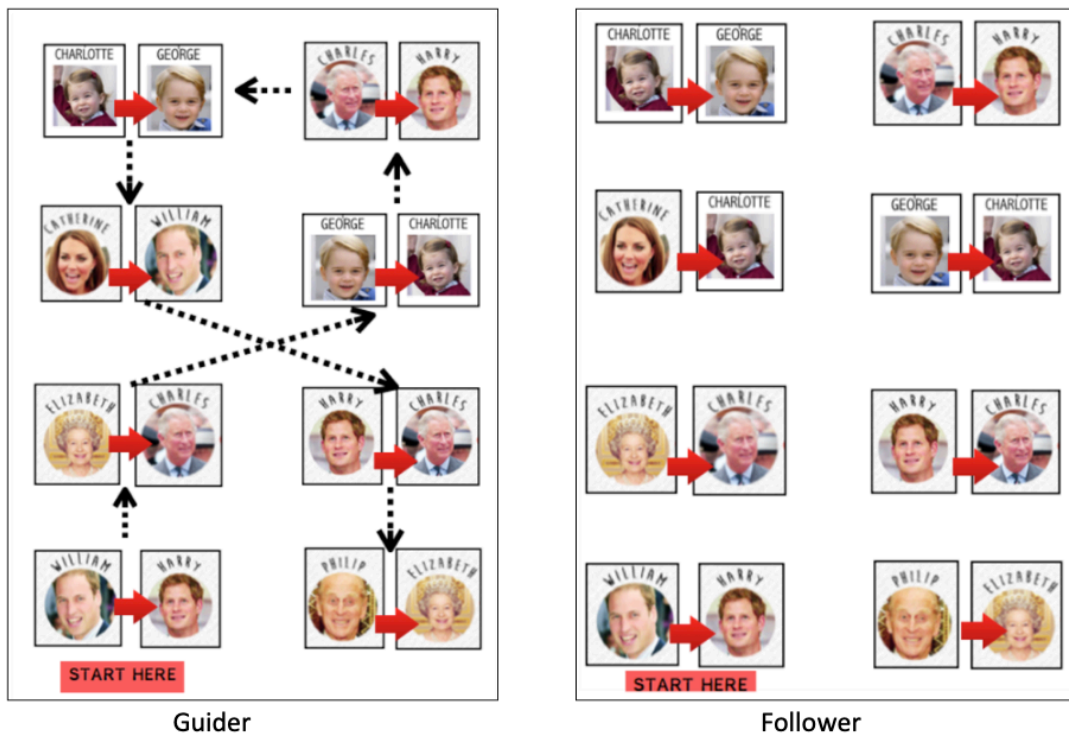 CHARLOTTE GEORGE
CHARLES HARRY
CATHERINE WILLIAM
GEORGE CHARLOTTE
ELIZABETH CHARLES
HARRY CHARLES
WILLIAM HARRY
PHILIP ELIZABETH
START HERE
Guider
CHARLOTTE GEORGE
CHARLES HARRY
CATHERINE CHARLOTTE
GEORGE CHARLOTTE
ELIZABETH CHARLES
HARRY CHARLES
WILLIAM HARRY
PHILIP ELIZABETH
START HERE
Follower